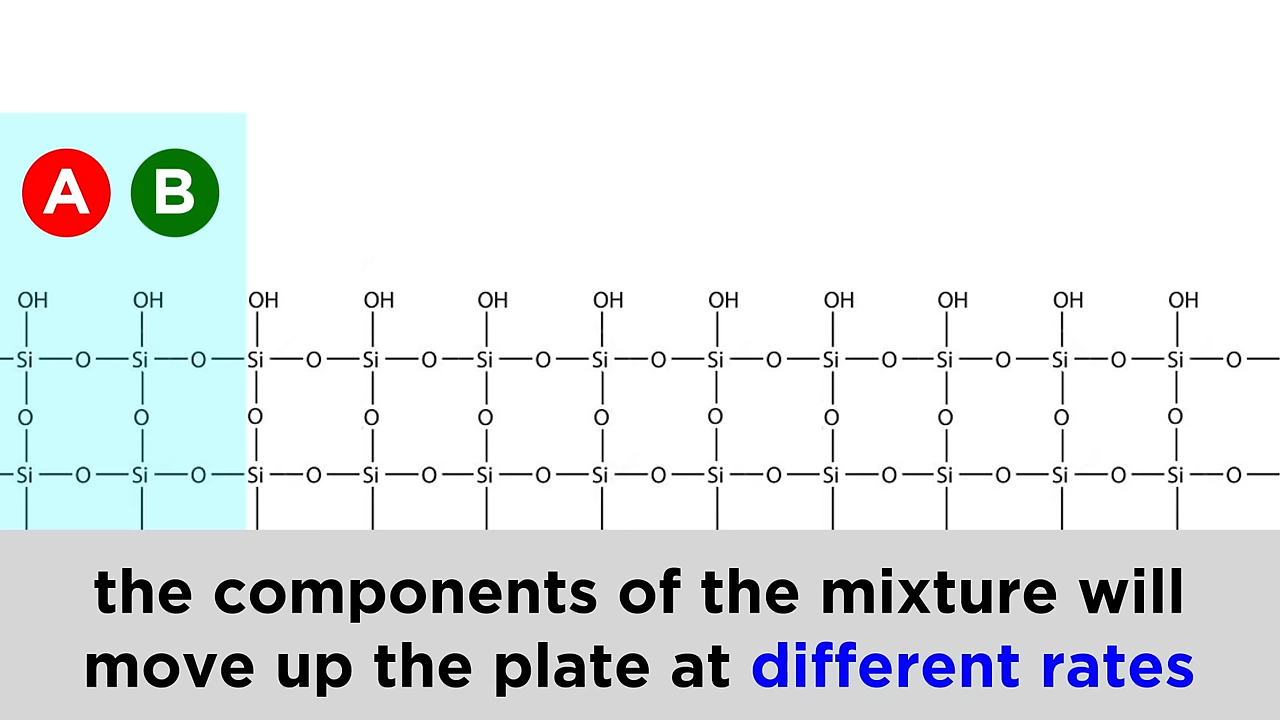 A B
OH OH OH OH OH OH OH OH OH OH OH
Si O Si O Si O Si O Si O Si O Si O Si O Si O Si O Si O
O O O O O O O O O O O
Si O Si O Si O Si O Si O Si O Si O Si O Si O Si O Si O
the components of the mixture will
move up the plate at different rates